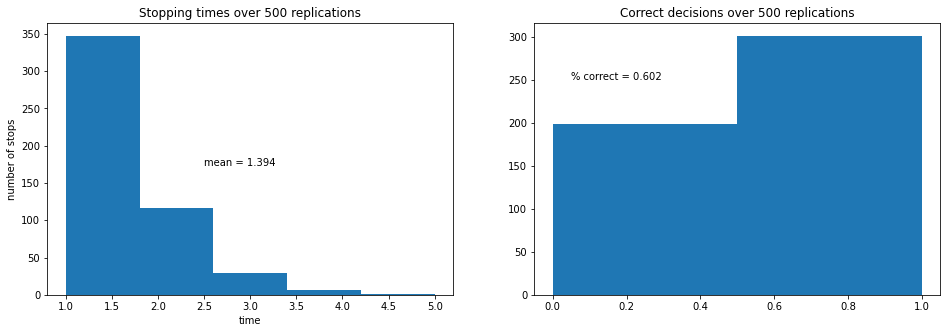 Stopping times over 500 replications
350
300
250
200
150
100
50
0
number of stops
mean = 1.394
1.0 1.5 2.0 2.5 3.0 3.5 4.0 4.5 5.0
time
Correct decisions over 500 replications
300
250
200
150
100
50
0
% correct = 0.602
0.0 0.2 0.4 0.6 0.8 1.0